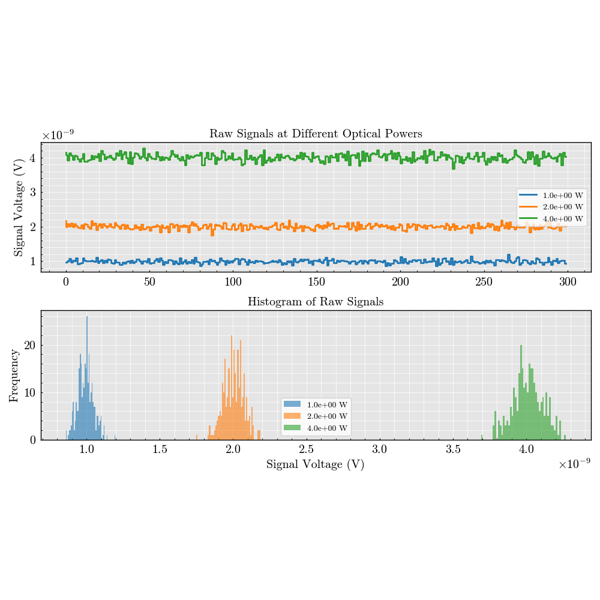 Raw Signals at Different Optical Powers
×10⁻⁹
Signal Voltage (V)
4
3
2
1
1.0e+00 W
2.0e+00 W
4.0e+00 W
0 50 100 150 200 250 300
Histogram of Raw Signals
Frequency
20
10
0
1.0e+00 W
2.0e+00 W
4.0e+00 W
1.0 1.5 2.0 2.5 3.0 3.5 4.0
Signal Voltage (V)
×10⁻⁹